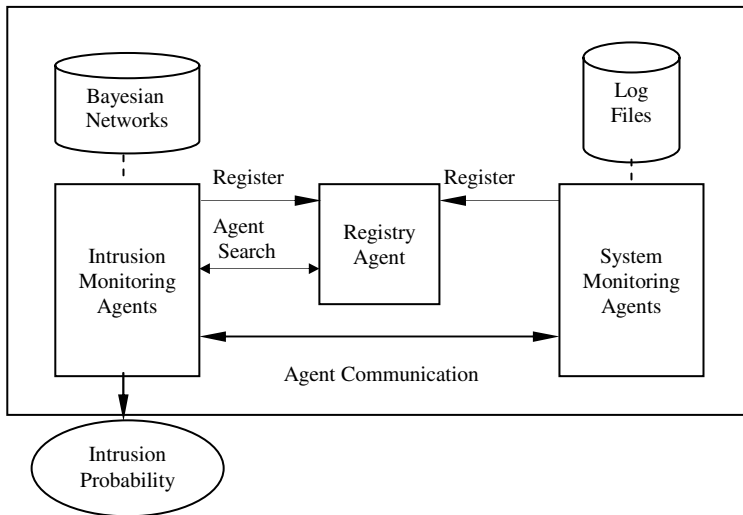 Bayesian
Networks
Log
Files
Register
Register
Agent
Search
Registry
Agent
Intrusion
Monitoring
Agents
System
Monitoring
Agents
Agent Communication
Intrusion
Probability